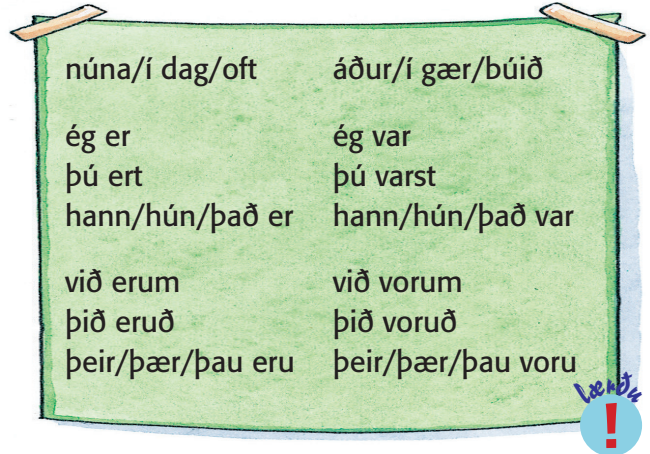 núna/í dag/oft áður/í gær/búið
ég er ég var
þú ert þú varst
hann/hún/það er hann/hún/það var
við erum við vorum
þið eruð þið voruð
þeir/þær/þau eru þeir/þær/þau voru
lærðu
!